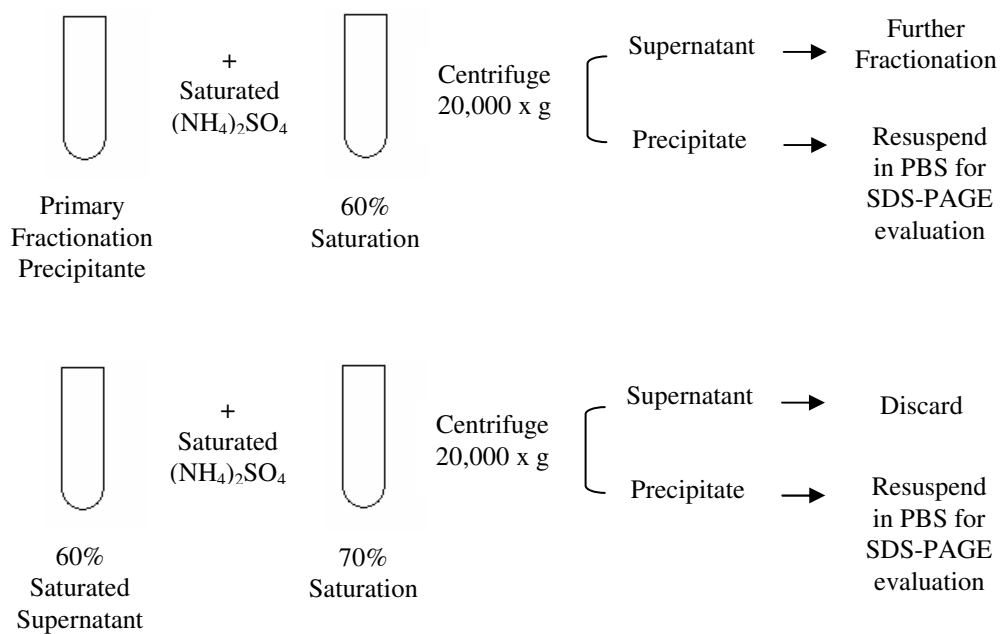 Primary
Fractionation
Precipitante
+
Saturated
(NH₄)₂SO₄
60%
Saturation
Centrifuge
20,000 x g
Supernatant
Further
Fractionation
Precipitate
Resuspend
in PBS for
SDS-PAGE
evaluation
60%
Saturated
Supernatant
+
Saturated
(NH₄)₂SO₄
70%
Saturation
Centrifuge
20,000 x g
Supernatant
Discard
Precipitate
Resuspend
in PBS for
SDS-PAGE
evaluation